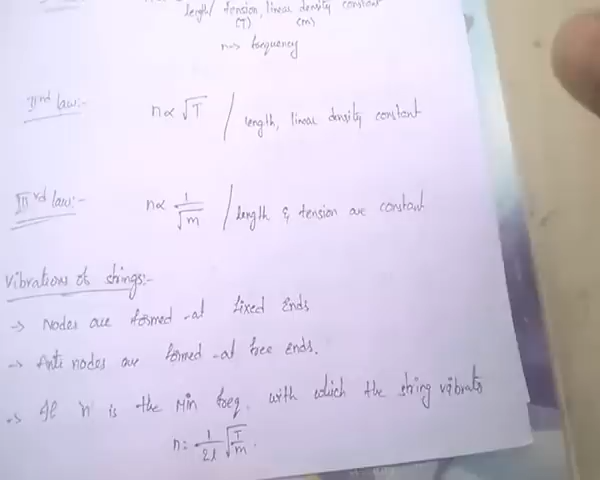 length/ tension, linear density constant
(T) (m)
n→ frequency
IInd law:- n∝ √T / length, linear density constant
IIIrd law:- n∝ 1/√m / length & tension are constant
Vibrations of strings:-
→ Nodes are formed at fixed Ends
→ Anti nodes are formed at free Ends.
→ If 'n' is the Min freq. with which the string vibrates
n = 1/2l √T/m.